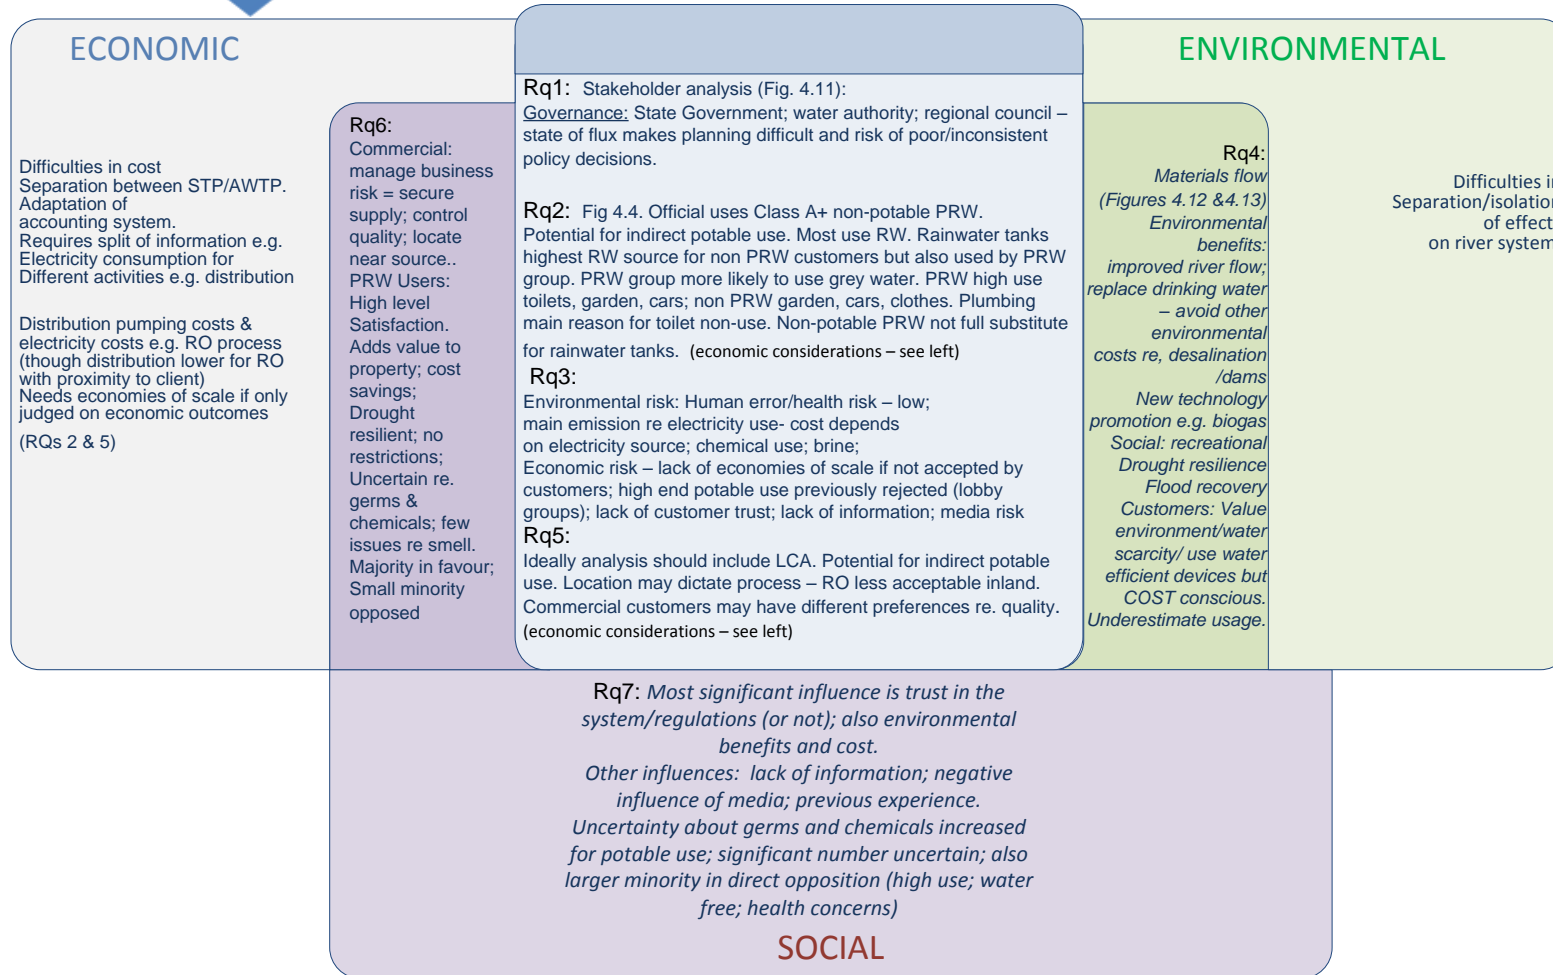 ECONOMIC
Difficulties in cost
Separation between STP/AWTP.
Adaptation of
accounting system.
Requires split of information e.g.
Electricity consumption for
Different activities e.g. distribution
Distribution pumping costs &
electricity costs e.g. RO process
(though distribution lower for RO
with proximity to client)
Needs economies of scale if only
judged on economic outcomes
(RQs 2 & 5)
Rq6:
Commercial:
manage business
risk = secure
supply; control
quality; locate
near source..
PRW Users:
High level
Satisfaction.
Adds value to
property; cost
savings;
Drought
resilient; no
restrictions;
Uncertain re.
germs &
chemicals; few
issues re smell.
Majority in favour;
Small minority
opposed
Rq1: Stakeholder analysis (Fig. 4.11):
Governance: State Government; water authority; regional council –
state of flux makes planning difficult and risk of poor/inconsistent
policy decisions.
Rq2: Fig 4.4. Official uses Class A+ non-potable PRW.
Potential for indirect potable use. Most use RW. Rainwater tanks
highest RW source for non PRW customers but also used by PRW
group. PRW group more likely to use grey water. PRW high use
toilets, garden, cars; non PRW garden, cars, clothes. Plumbing
main reason for toilet non-use. Non-potable PRW not full substitute
for rainwater tanks. (economic considerations – see left)
Rq3:
Environmental risk: Human error/health risk – low;
main emission re electricity use- cost depends
on electricity source; chemical use; brine;
Economic risk – lack of economies of scale if not accepted by
customers; high end potable use previously rejected (lobby
groups); lack of customer trust; lack of information; media risk
Rq5:
Ideally analysis should include LCA. Potential for indirect potable
use. Location may dictate process – RO less acceptable inland.
Commercial customers may have different preferences re. quality.
(economic considerations – see left)
ENVIRONMENTAL
Rq4:
Materials flow
(Figures 4.12 &4.13)
Environmental
benefits:
improved river flow;
replace drinking water
– avoid other
environmental
costs re, desalination
/dams
New technology
promotion e.g. biogas
Social: recreational
Drought resilience
Flood recovery
Customers: Value
environment/water
scarcity/ use water
efficient devices but
COST conscious.
Underestimate usage.
Difficulties in
Separation/isolation
of effect
on river system
Rq7: Most significant influence is trust in the
system/regulations (or not); also environmental
benefits and cost.
Other influences: lack of information; negative
influence of media; previous experience.
Uncertainty about germs and chemicals increased
for potable use; significant number uncertain; also
larger minority in direct opposition (high use; water
free; health concerns)
SOCIAL